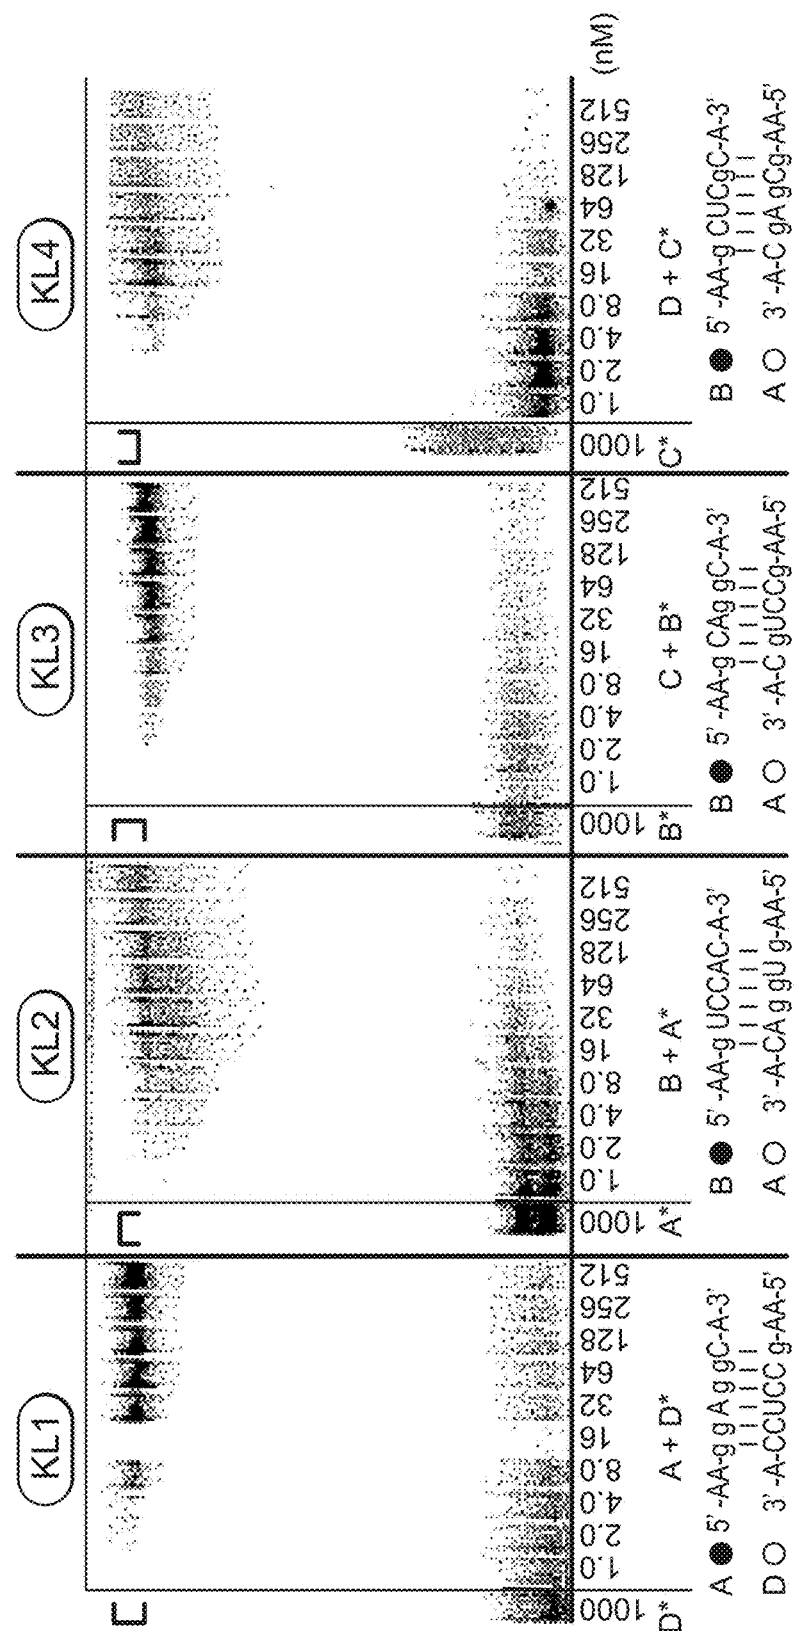 KL1 KL2 KL3 KL4
1000 1.0 2.0 4.0 8.0 16 32 64 128 256 512 1000 1.0 2.0 4.0 8.0 16 32 64 128 256 512 1000 1.0 2.0 4.0 8.0 16 32 64 128 256 512 1000 1.0 2.0 4.0 8.0 16 32 64 128 256 512 (nM)
D* A + D* A* B + A* B* C + B* C* D + C*
A ● 5' -AA-g g A g gC-A-3' B ● 5' -AA-g UCCAC-A-3' B ● 5' -AA-g CAg gC-A-3' B ● 5' -AA-g CUCgC-A-3'
D ○ 3' -A-CCUCC g-AA-5' A ○ 3' -A-CAg gU g-AA-5' A ○ 3' -A-C gUCCg-AA-5' A ○ 3' -A-C gAgCg-AA-5'